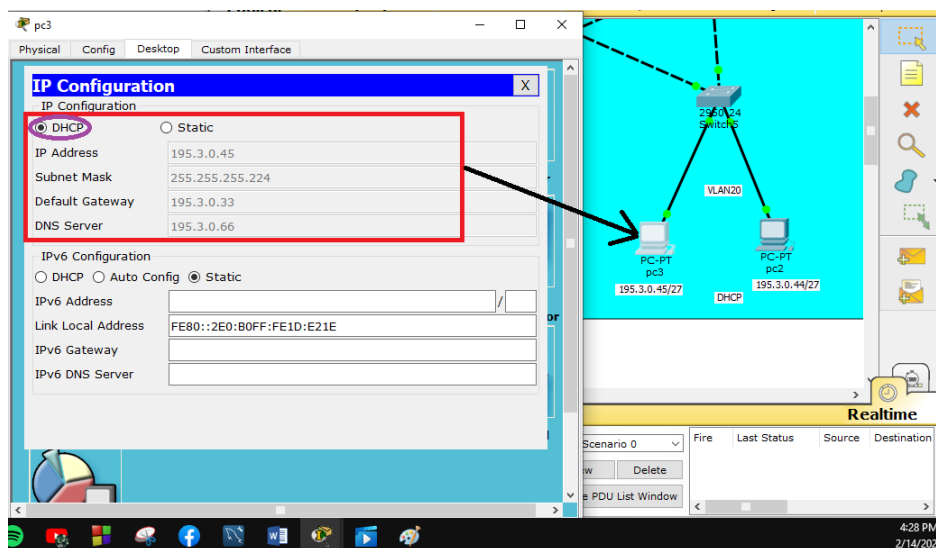 pc3
Physical Config Desktop Custom Interface
IP Configuration X
IP Configuration
DHCP Static
IP Address 195.3.0.45
Subnet Mask 255.255.255.224
Default Gateway 195.3.0.33
DNS Server 195.3.0.66
IPv6 Configuration
DHCP Auto Config Static
IPv6 Address /
Link Local Address FE80::2E0:B0FF:FE1D:E21E
IPv6 Gateway
IPv6 DNS Server
2950-24
Switch5
VLAN20
PC-PT
pc3
195.3.0.45/27
PC-PT
pc2
195.3.0.44/27
DHCP
Realtime
Scenario 0
Delete
PDU List Window
Fire Last Status Source Destination
4:28 PM